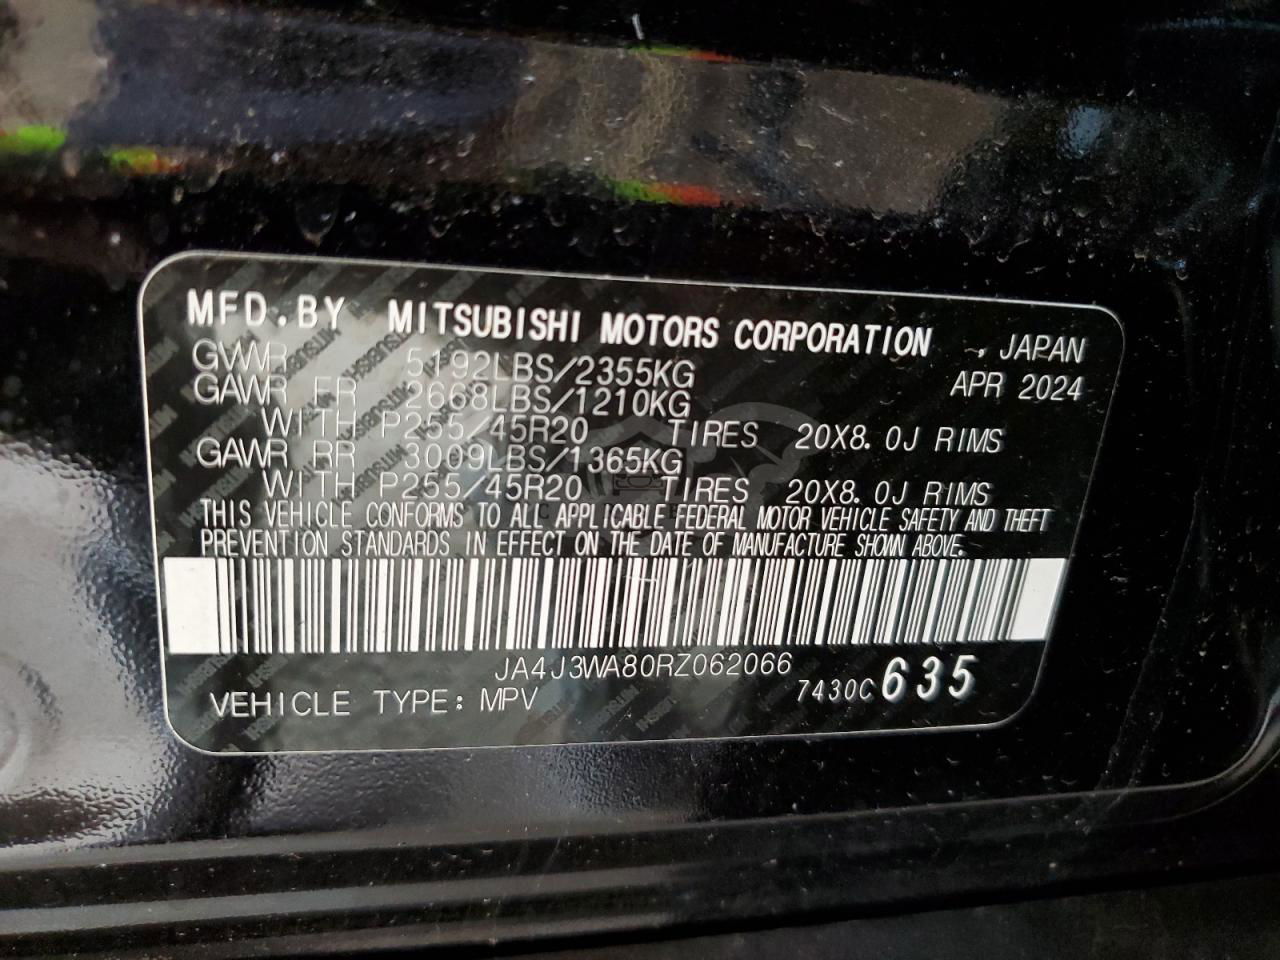 MFD.BY MITSUBISHI MOTORS CORPORATION , JAPAN
GVWR 5192LBS/2355KG APR 2024
GAWR FR 2668LBS/1210KG
WITH P255/45R20 TIRES 20X8.0J RIMS
GAWR RR 3009LBS/1365KG
WITH P255/45R20 TIRES 20X8.0J RIMS
THIS VEHICLE CONFORMS TO ALL APPLICABLE FEDERAL MOTOR VEHICLE SAFETY AND THEFT
PREVENTION STANDARDS IN EFFECT ON THE DATE OF MANUFACTURE SHOWN ABOVE.
JA4J3WA80RZ062066
VEHICLE TYPE: MPV 7430C 635